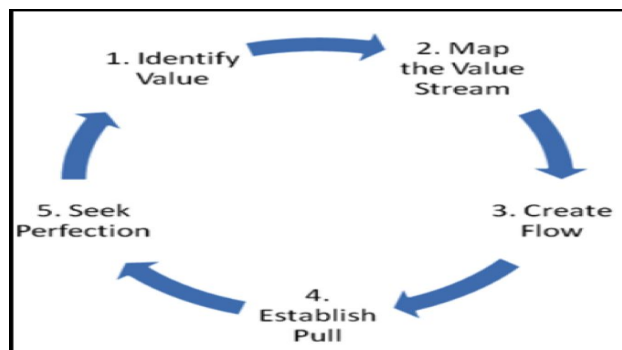 1. Identify
Value
2. Map
the Value
Stream
3. Create
Flow
4.
Establish
Pull
5. Seek
Perfection